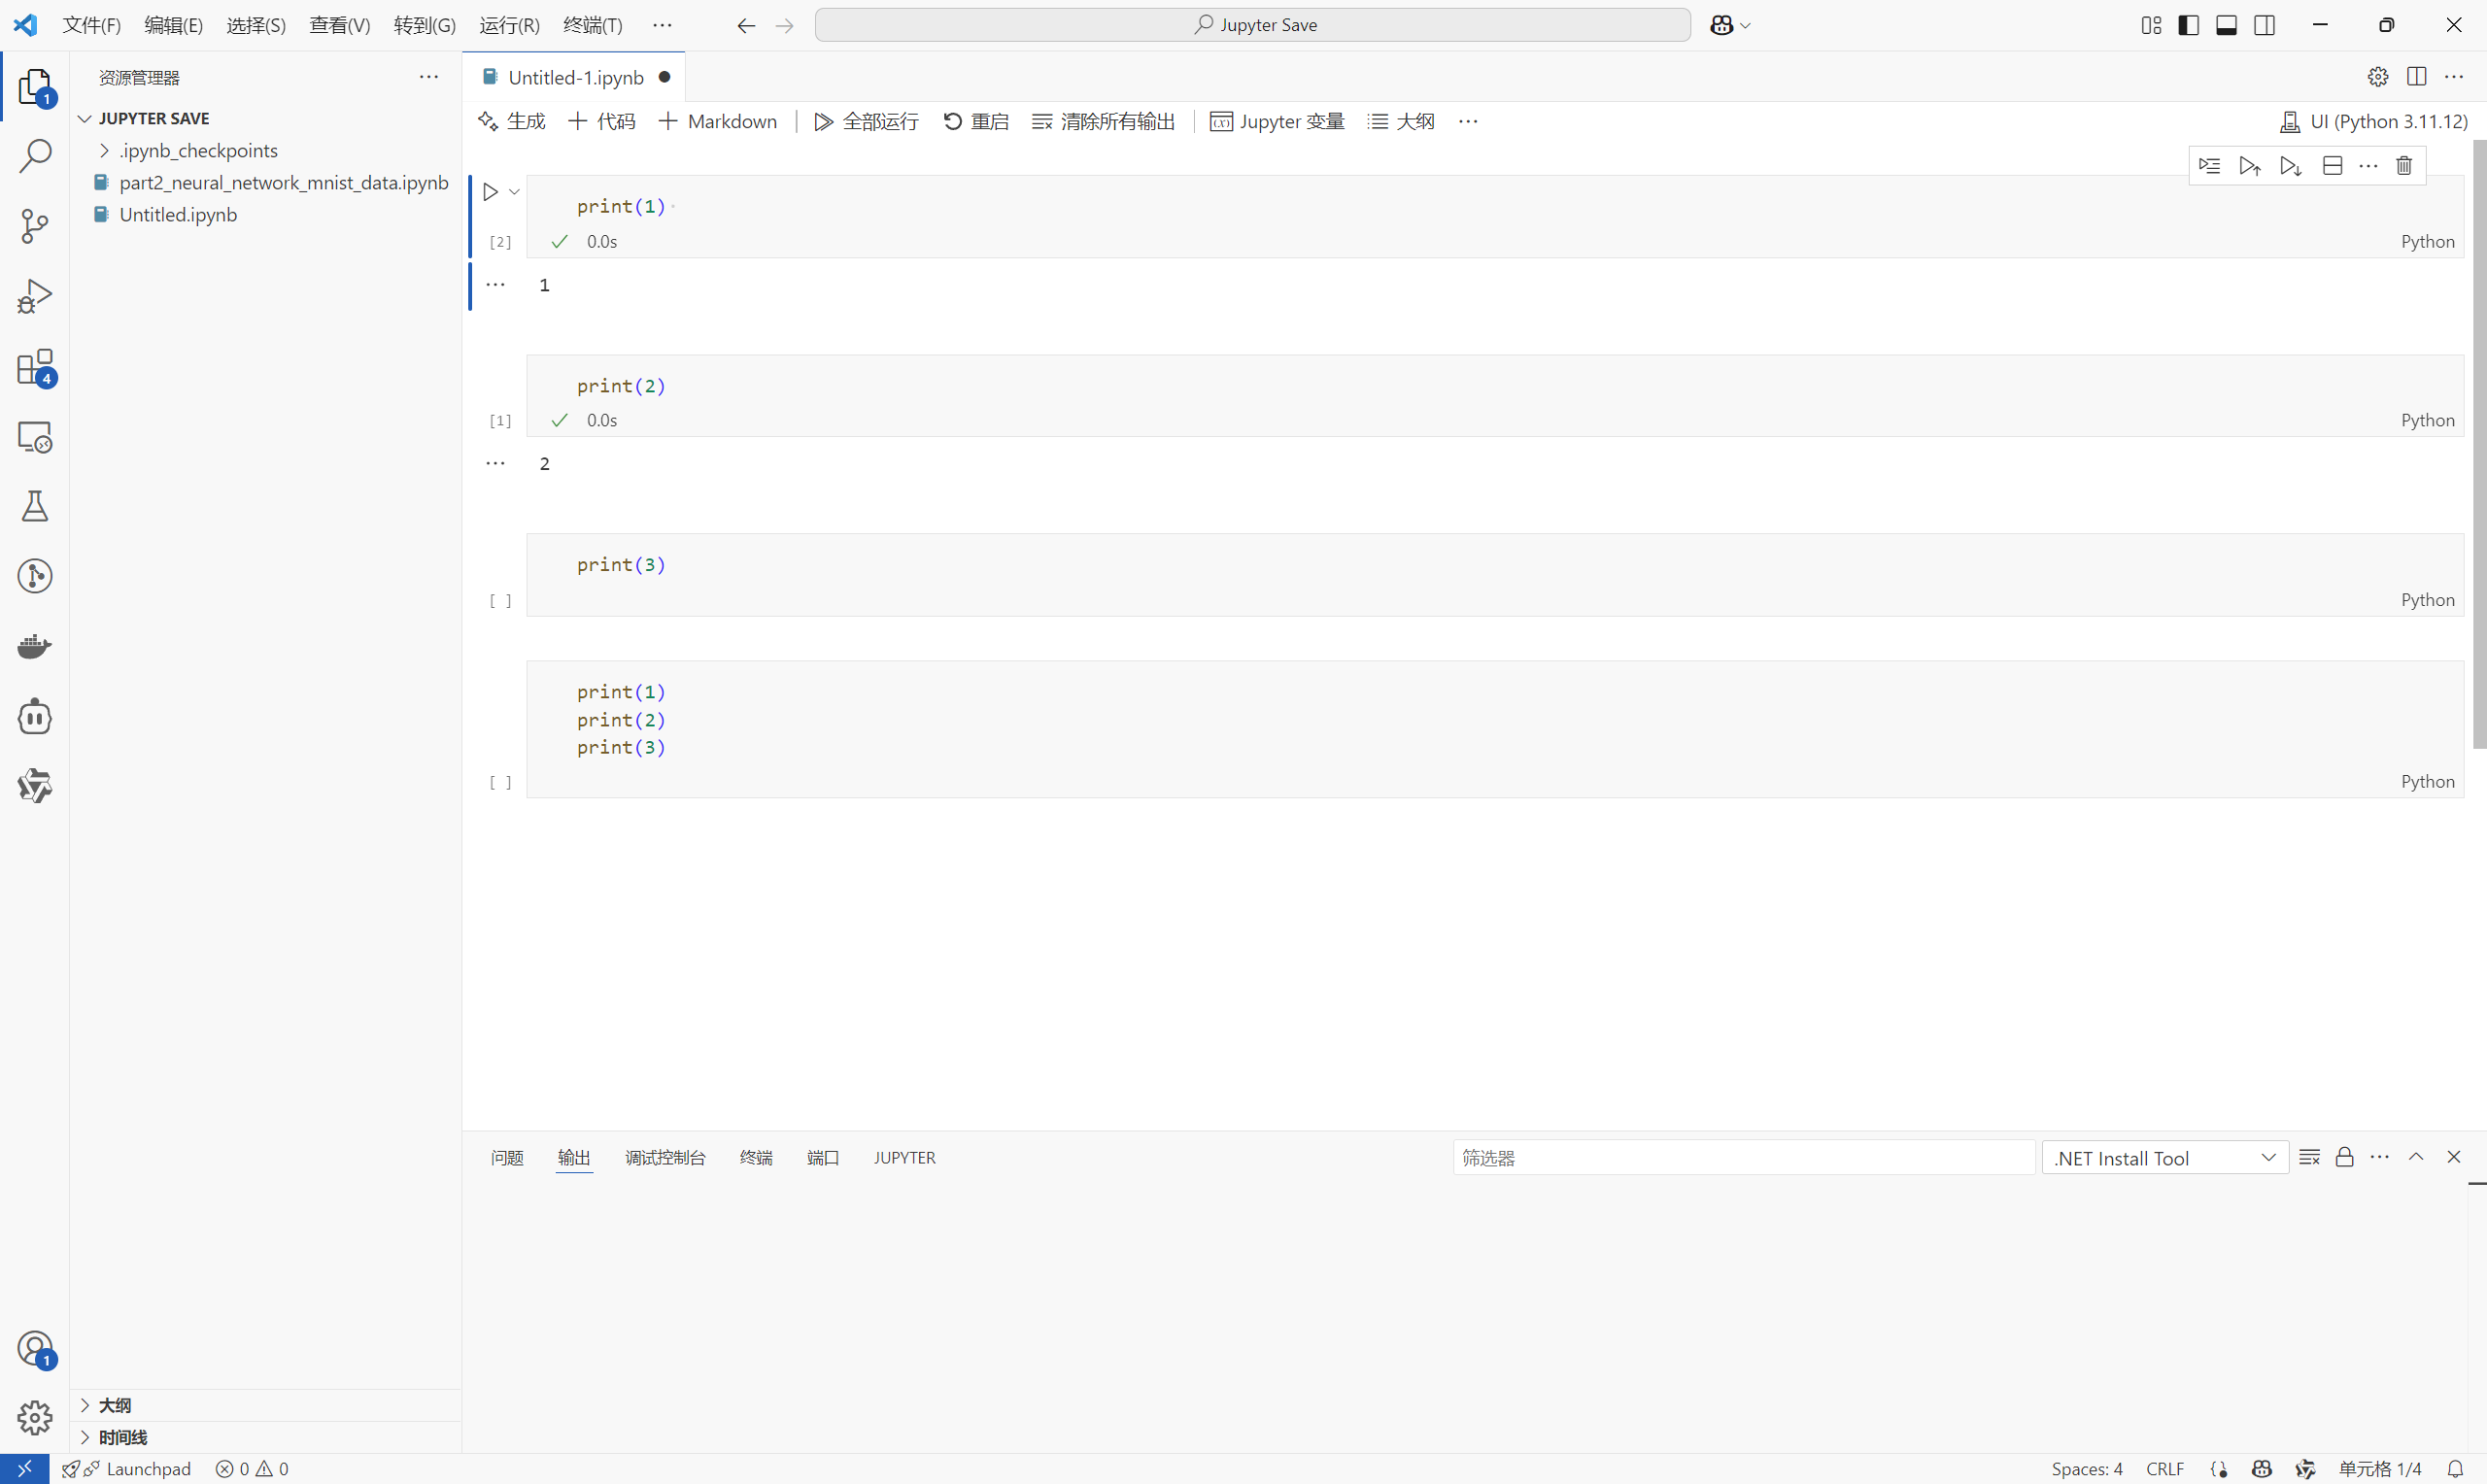 文件(F) 编辑(E) 选择(S) 查看(V) 转到(G) 运行(R) 终端(T) ··· Jupyter Save
资源管理器 ···
1
JUPYTER SAVE
.ipynb_checkpoints
part2_neural_network_mnist_data.ipynb
Untitled.ipynb
4
1
大纲
时间线
Untitled-1.ipynb
生成 代码 Markdown 全部运行 重启 清除所有输出 Jupyter 变量 大纲 ··· UI (Python 3.11.12)
print(1)
[2] 0.0s Python
1
print(2)
[1] 0.0s Python
2
print(3)
[ ] Python
print(1)
print(2)
print(3)
[ ] Python
问题 输出 调试控制台 终端 端口 JUPYTER 筛选器 .NET Install Tool
Launchpad 0 0 Spaces: 4 CRLF 单元格 1/4